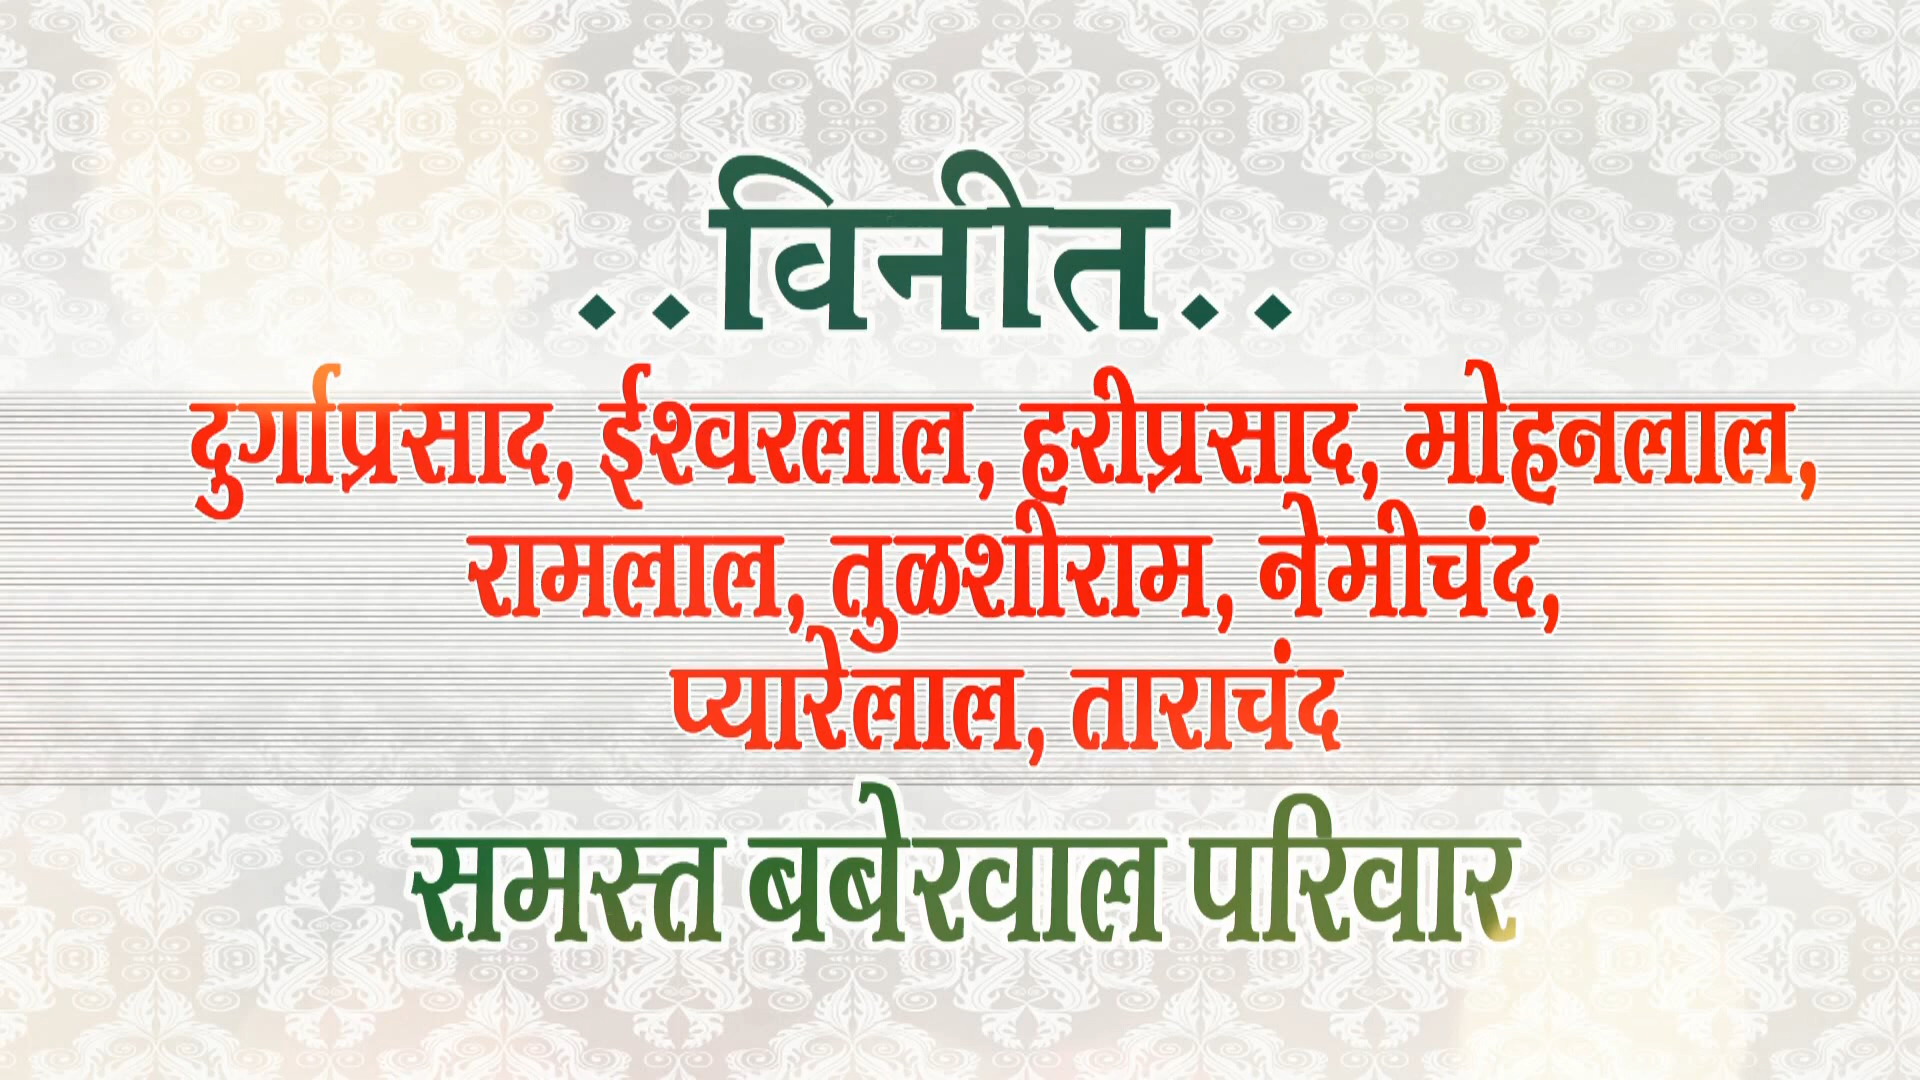 ..विनीत..
दुर्गाप्रसाद, ईश्वरलाल, हरीप्रसाद, मोहनलाल,
रामलाल, तुळशीराम, नेमीचंद,
प्यारेलाल, ताराचंद
समस्त बबेरवाल परिवार